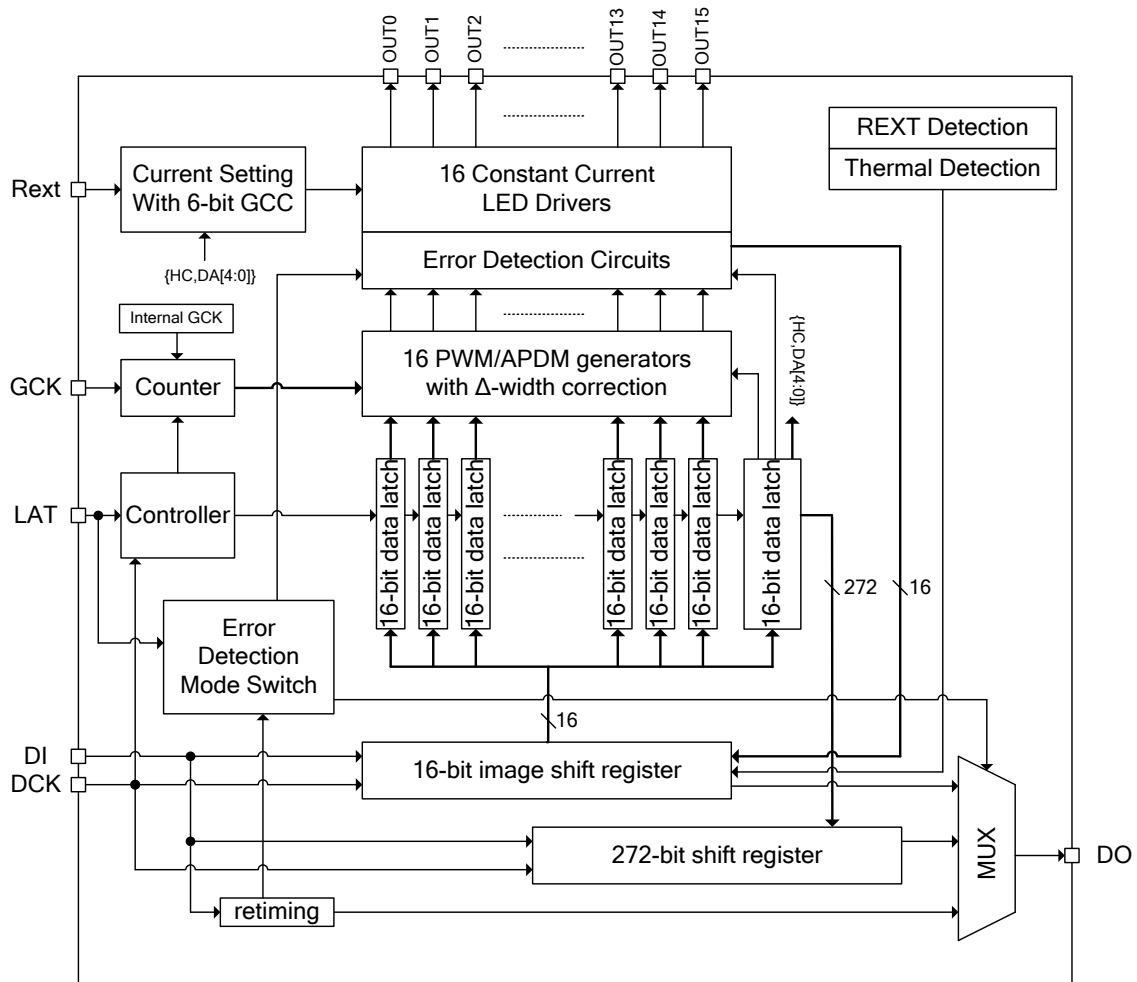 OUT0
OUT1
OUT2
OUT13
OUT14
OUT15
REXT Detection
Thermal Detection
Rext
Current Setting
With 6-bit GCC
16 Constant Current
LED Drivers
{HC,DA[4:0]}
Error Detection Circuits
Internal GCK
GCK
Counter
16 PWM/APDM generators
with Δ-width correction
{HC,DA[4:0]}
LAT
Controller
16-bit data latch
16-bit data latch
16-bit data latch
16-bit data latch
16-bit data latch
16-bit data latch
16-bit data latch
272
16
Error
Detection
Mode Switch
16
DI
DCK
16-bit image shift register
272-bit shift register
MUX
DO
retiming